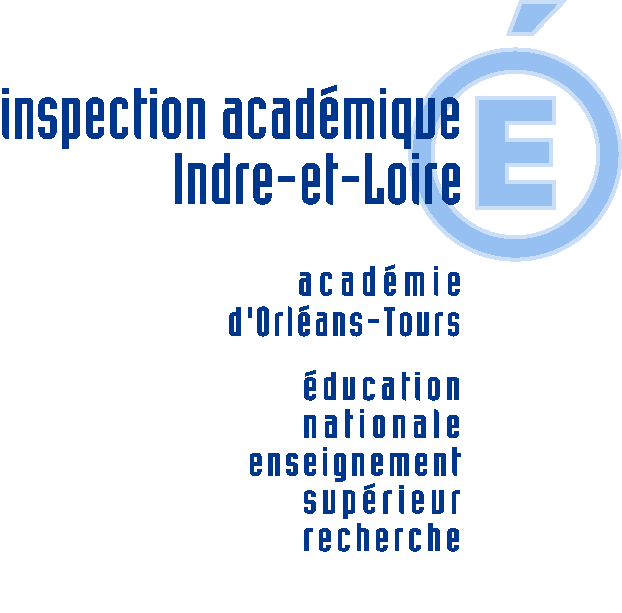 inspection académique
Indre-et-Loire
É
académie
d'Orléans-Tours
éducation
nationale
enseignement
supérieur
recherche